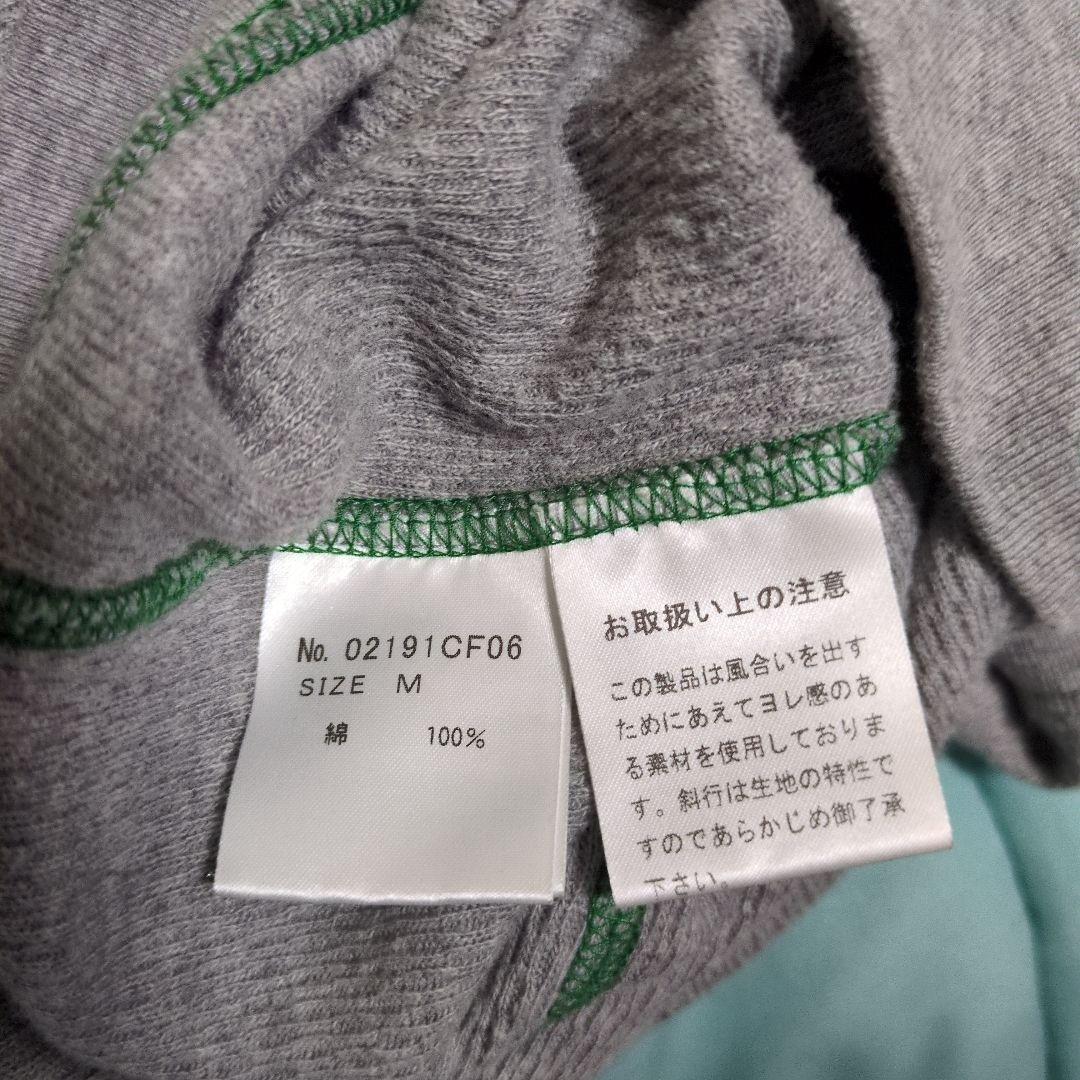 No. 02191CF06
SIZE M
綿 100%
お取扱い上の注意
この製品は風合いを出す
ためにあえてヨレ感のあ
る素材を使用しておりま
す。斜行は生地の特性で
すのであらかじめ御了承
下さい。